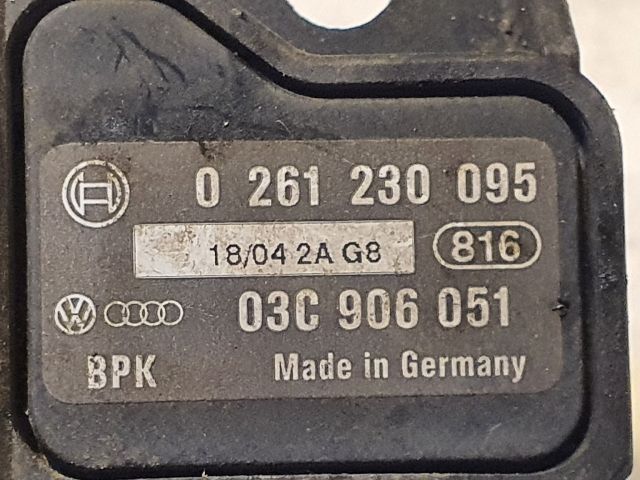 0 261 230 095
18/04 2A G8 816
03C 906 051
BPK Made in Germany